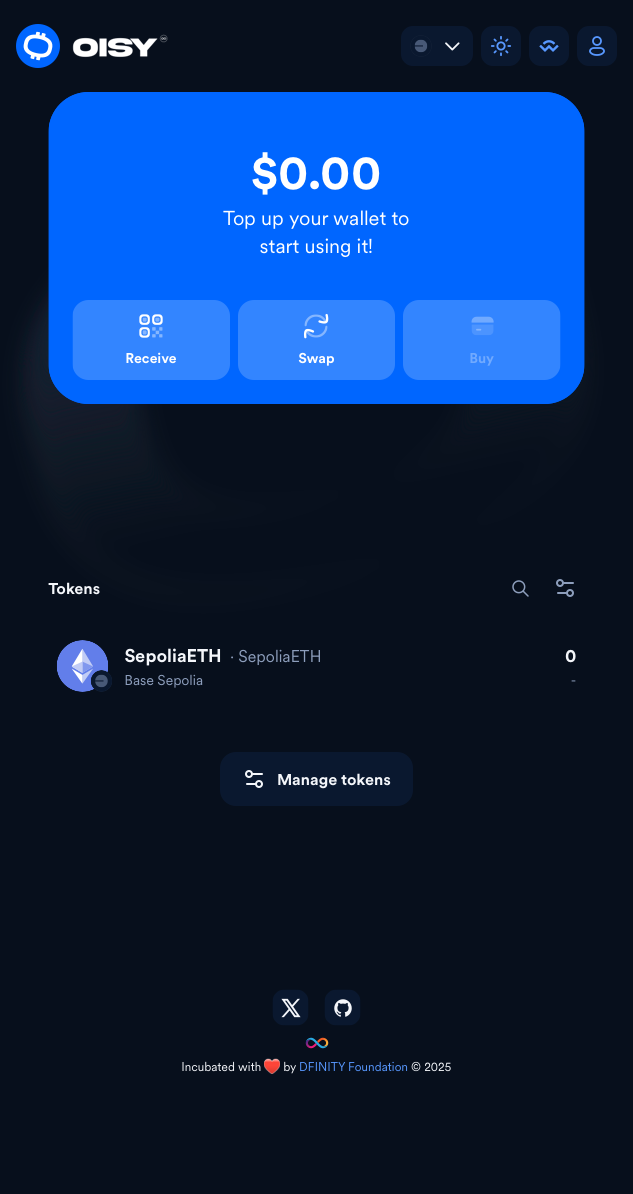 OISY
$0.00
Top up your wallet to
start using it!
Receive
Swap
Buy
Tokens
SepoliaETH · SepoliaETH
0
Base Sepolia
-
Manage tokens
Incubated with ❤️ by DFINITY Foundation © 2025